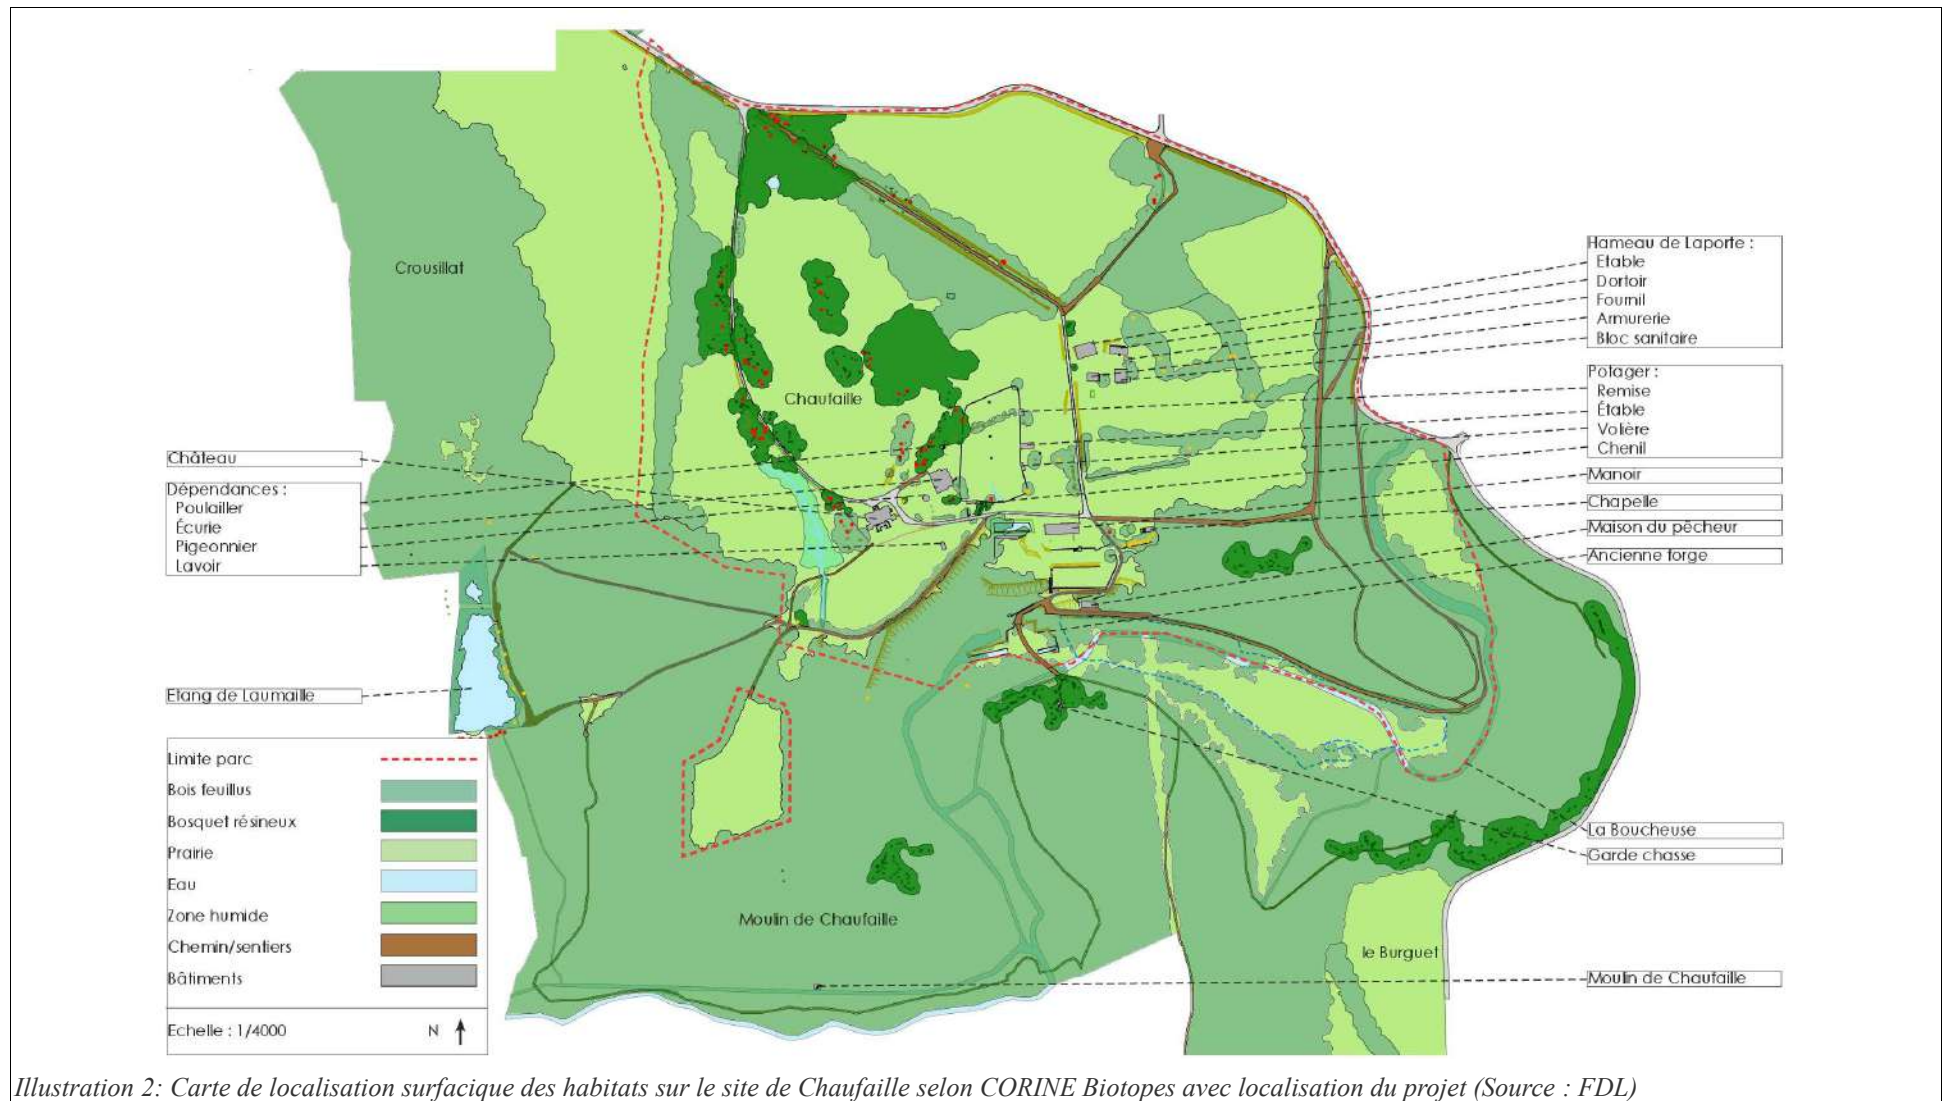 Crousillat
Chaufaille
Hameau de Laporte :
Etable
Dortoir
Fournil
Armurerie
Bloc sanitaire
Potager :
Remise
Étable
Volière
Chenil
Manoir
Chapelle
Maison du pêcheur
Ancienne forge
Château
Dépendances :
Poulailler
Écurie
Pigeonnier
Lavoir
Etang de Laumaille
Limite parc
Bois feuillus
Bosquet résineux
Prairie
Eau
Zone humide
Chemin/sentiers
Bâtiments
Echelle : 1/4000 N
Moulin de Chaufaille
le Burguet
La Boucheuse
Garde chasse
Moulin de Chaufaille
Illustration 2: Carte de localisation surfacique des habitats sur le site de Chaufaille selon CORINE Biotopes avec localisation du projet (Source : FDL)